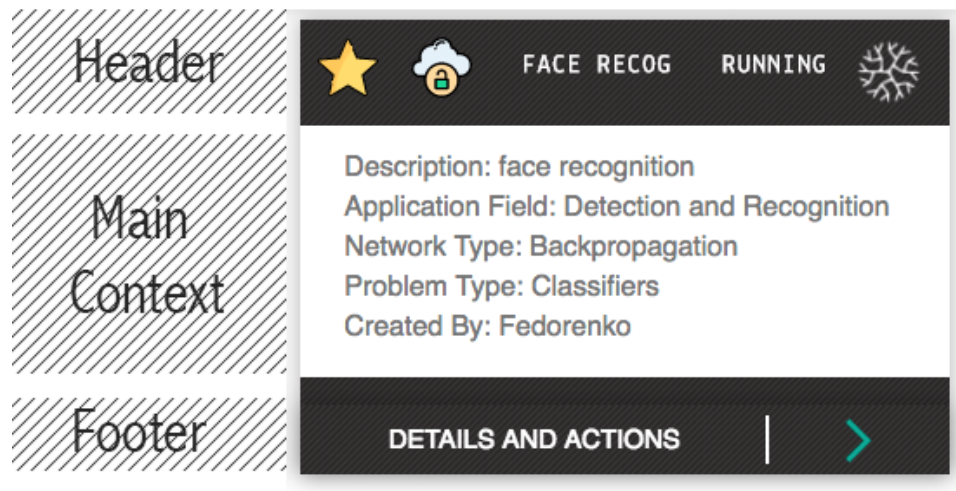 Header
FACE RECOG RUNNING
Main
Context
Description: face recognition
Application Field: Detection and Recognition
Network Type: Backpropagation
Problem Type: Classifiers
Created By: Fedorenko
Footer
DETAILS AND ACTIONS